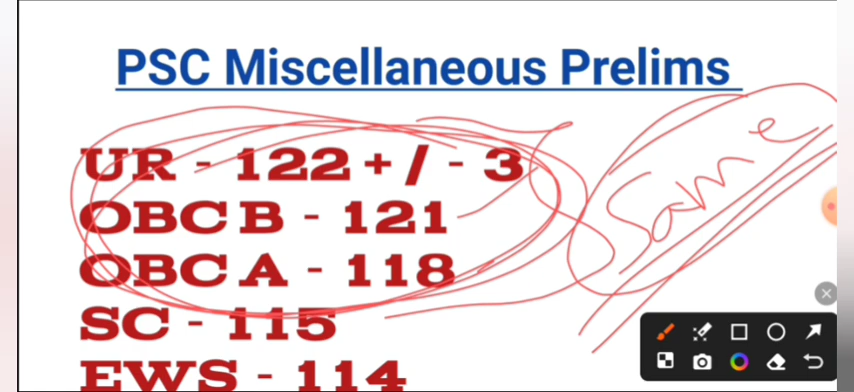 PSC Miscellaneous Prelims
UR - 122 + / - 3
OBC B - 121
OBC A - 118
SC - 115
EWS - 114
Same